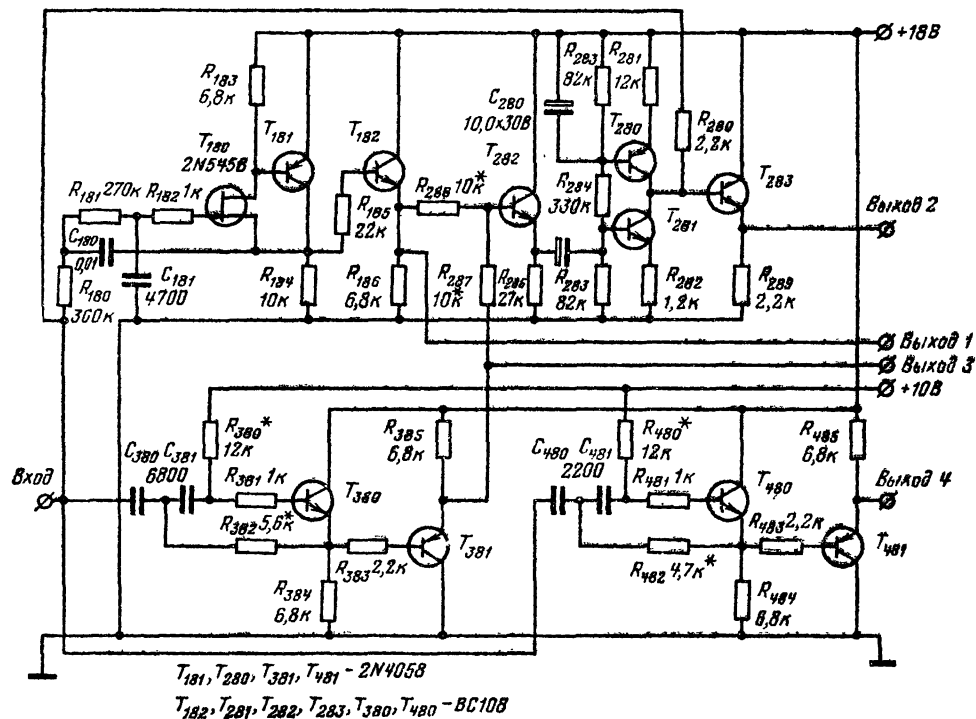 +18В
R183
6,8к
T180
2N5458
T181
T182
R181 270к
R182 1к
C180
0,01
R180
360к
C181
4700
R185
22к
R184
10к
R186
6,8к
R288 10к*
R287
10к*
T282
R286
27к
C280
10,0х30В
R283
82к
R281
12к
T280
R284
330к
T281
R283
82к
R282
1,2к
R280
2,2к
T283
R289
2,2к
Выход 2
Выход 1
Выход 3
+10В
Вход
C380
C381
6800
R380*
12к
R381 1к
R382 5,6к*
T380
R383 2,2к
R384
6,8к
R385
6,8к
T381
C480
C481
2200
R480*
12к
R481 1к
R482 4,7к*
T480
R483 2,2к
R484
6,8к
R485
6,8к
Выход 4
T481
T181, T280, T381, T481 – 2N4058
T182, T281, T282, T283, T380, T480 – BC108